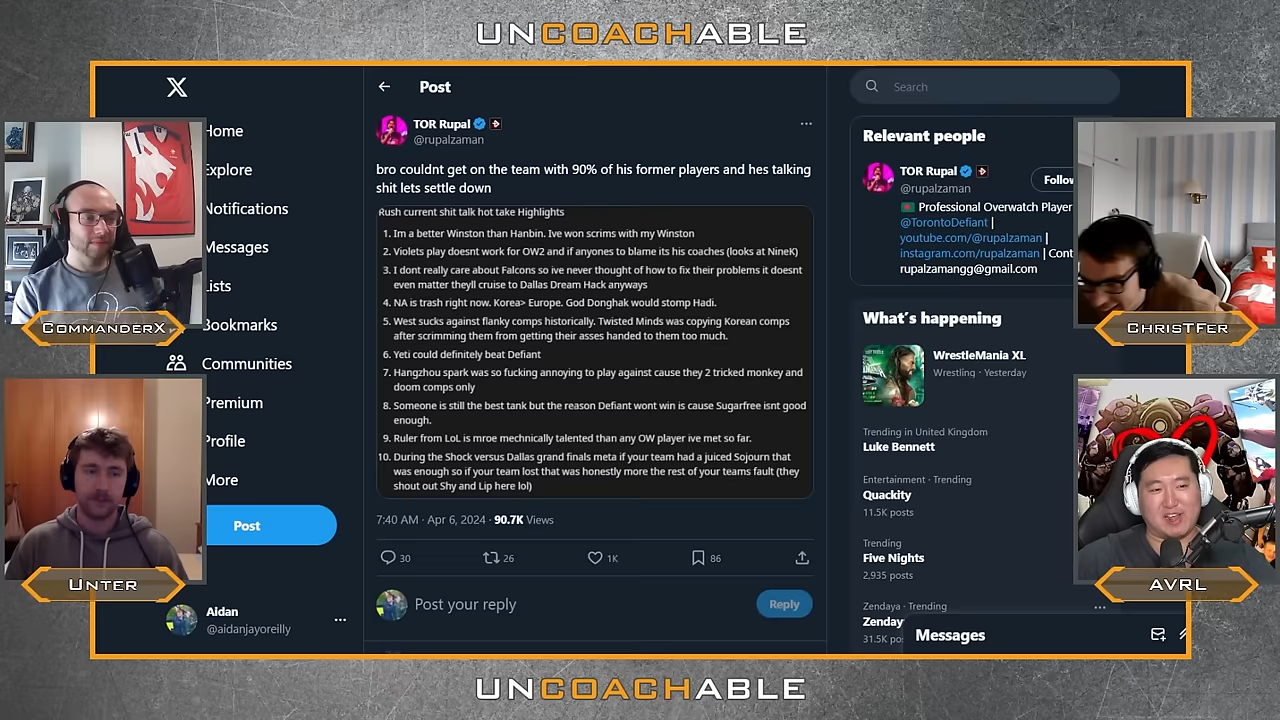 UNCOACHABLE
X
Home
Explore
Notifications
Messages
Lists
Bookmarks
Communities
Premium
Profile
More
Post
Aidan
@aidanjayoreilly
Post
TOR Rupal
@rupalzaman
bro couldnt get on the team with 90% of his former players and hes talking
shit lets settle down
Rush current shit talk hot take Highlights
1. Im a better Winston than Hanbin. Ive won scrims with my Winston
2. Violets play doesnt work for OW2 and if anyones to blame its his coaches (looks at NineK)
3. I dont really care about Falcons so ive never thought of how to fix their problems it doesnt
even matter theyll cruise to Dallas Dream Hack anyways
4. NA is trash right now. Korea> Europe. God Donghak would stomp Hadi.
5. West sucks against flanky comps historically. Twisted Minds was copying Korean comps
after scrimming them from getting their asses handed to them too much.
6. Yeti could definitely beat Defiant
7. Hangzhou spark was so fucking annoying to play against cause they 2 tricked monkey and
doom comps only
8. Someone is still the best tank but the reason Defiant wont win is cause Sugarfree isnt good
enough.
9. Ruler from LoL is mroe mechnically talented than any OW player ive met so far.
10. During the Shock versus Dallas grand finals meta if your team had a juiced Sojourn that
was enough so if your team lost that was honestly more the rest of your teams fault (they
shout out Shy and Lip here lol)
7:40 AM · Apr 6, 2024 · 90.7K Views
30
26
1K
86
Post your reply
Reply
Search
Relevant people
TOR Rupal
@rupalzaman
Follow
Professional Overwatch Player
@TorontoDefiant |
youtube.com/@rupalzaman |
instagram.com/rupalzaman | Cont
rupalzamangg@gmail.com
What's happening
WrestleMania XL
Wrestling · Yesterday
Trending in United Kingdom
Luke Bennett
Entertainment · Trending
Quackity
11.5K posts
Trending
Five Nights
2,935 posts
Zendaya · Trending
Zenday
31.5K po
Messages
COMMANDERX
UNTER
CHRISTFER
AVRL
UNCOACHABLE